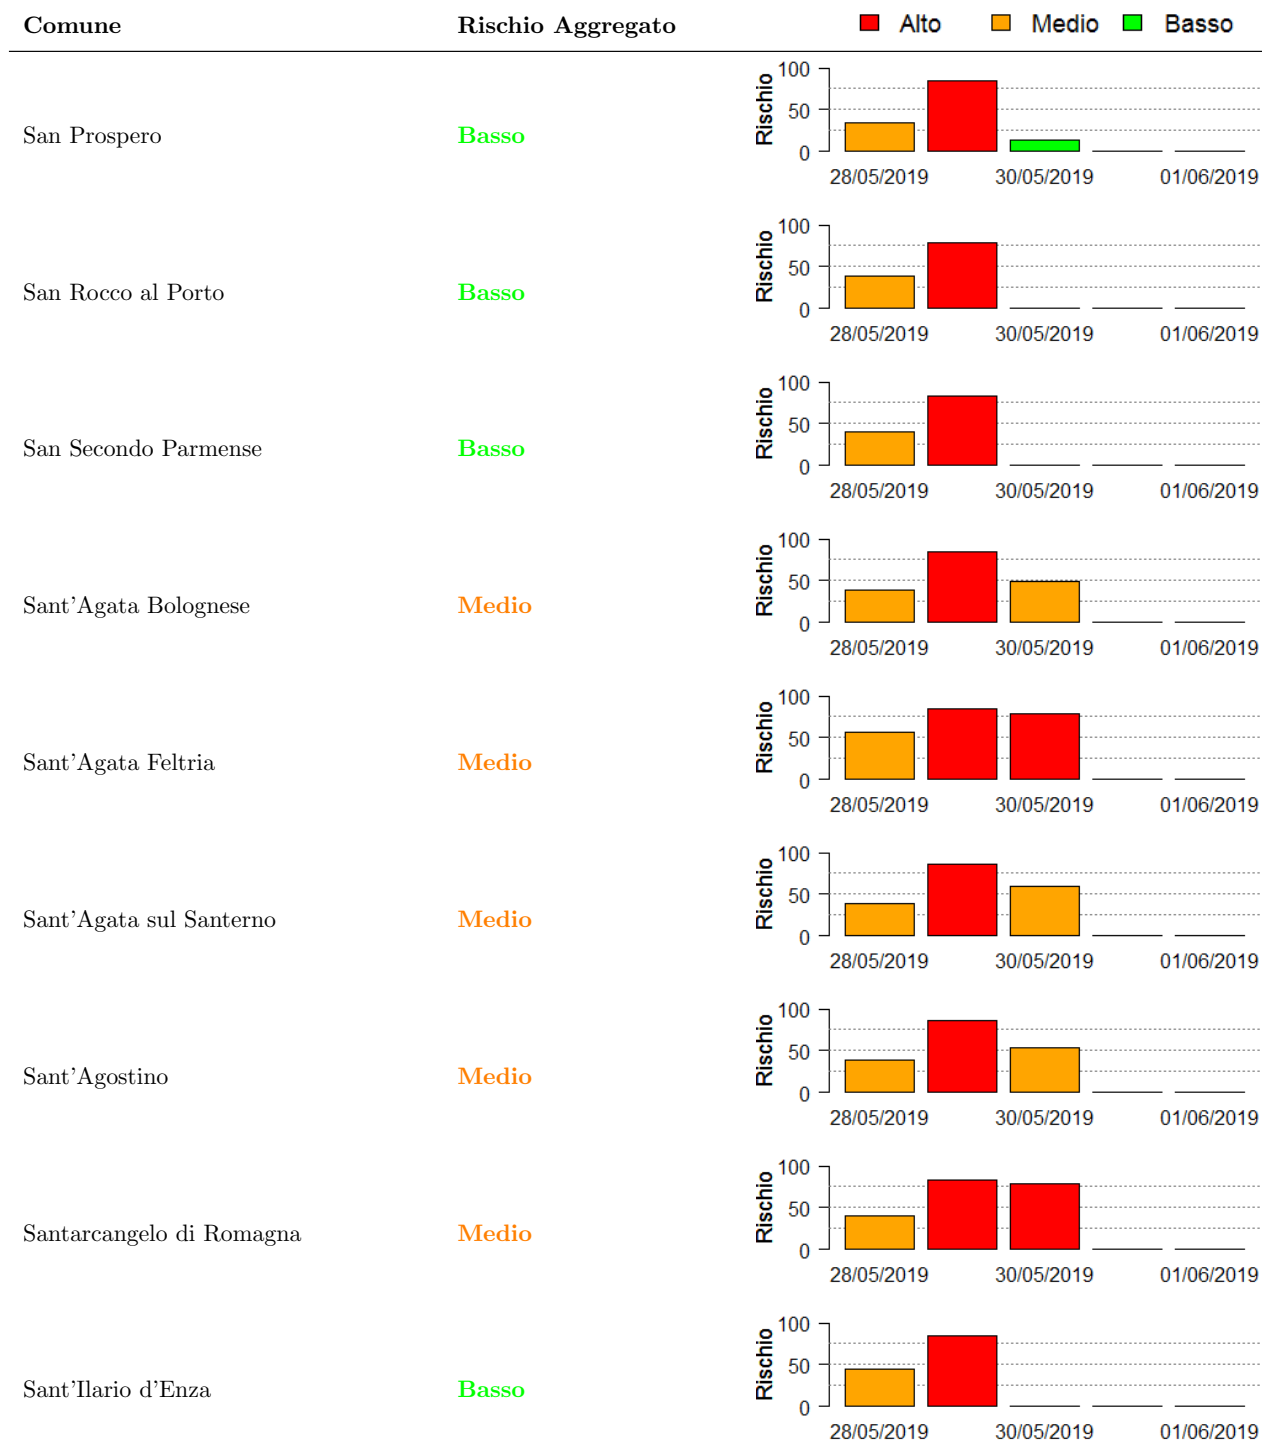 Comune Rischio Aggregato Alto Medio Basso
San Prospero Basso Rischio 100 50 0
28/05/2019 30/05/2019 01/06/2019
San Rocco al Porto Basso Rischio 100 50 0
28/05/2019 30/05/2019 01/06/2019
San Secondo Parmense Basso Rischio 100 50 0
28/05/2019 30/05/2019 01/06/2019
Sant'Agata Bolognese Medio Rischio 100 50 0
28/05/2019 30/05/2019 01/06/2019
Sant'Agata Feltria Medio Rischio 100 50 0
28/05/2019 30/05/2019 01/06/2019
Sant'Agata sul Santerno Medio Rischio 100 50 0
28/05/2019 30/05/2019 01/06/2019
Sant'Agostino Medio Rischio 100 50 0
28/05/2019 30/05/2019 01/06/2019
Santarcangelo di Romagna Medio Rischio 100 50 0
28/05/2019 30/05/2019 01/06/2019
Sant'Ilario d'Enza Basso Rischio 100 50 0
28/05/2019 30/05/2019 01/06/2019